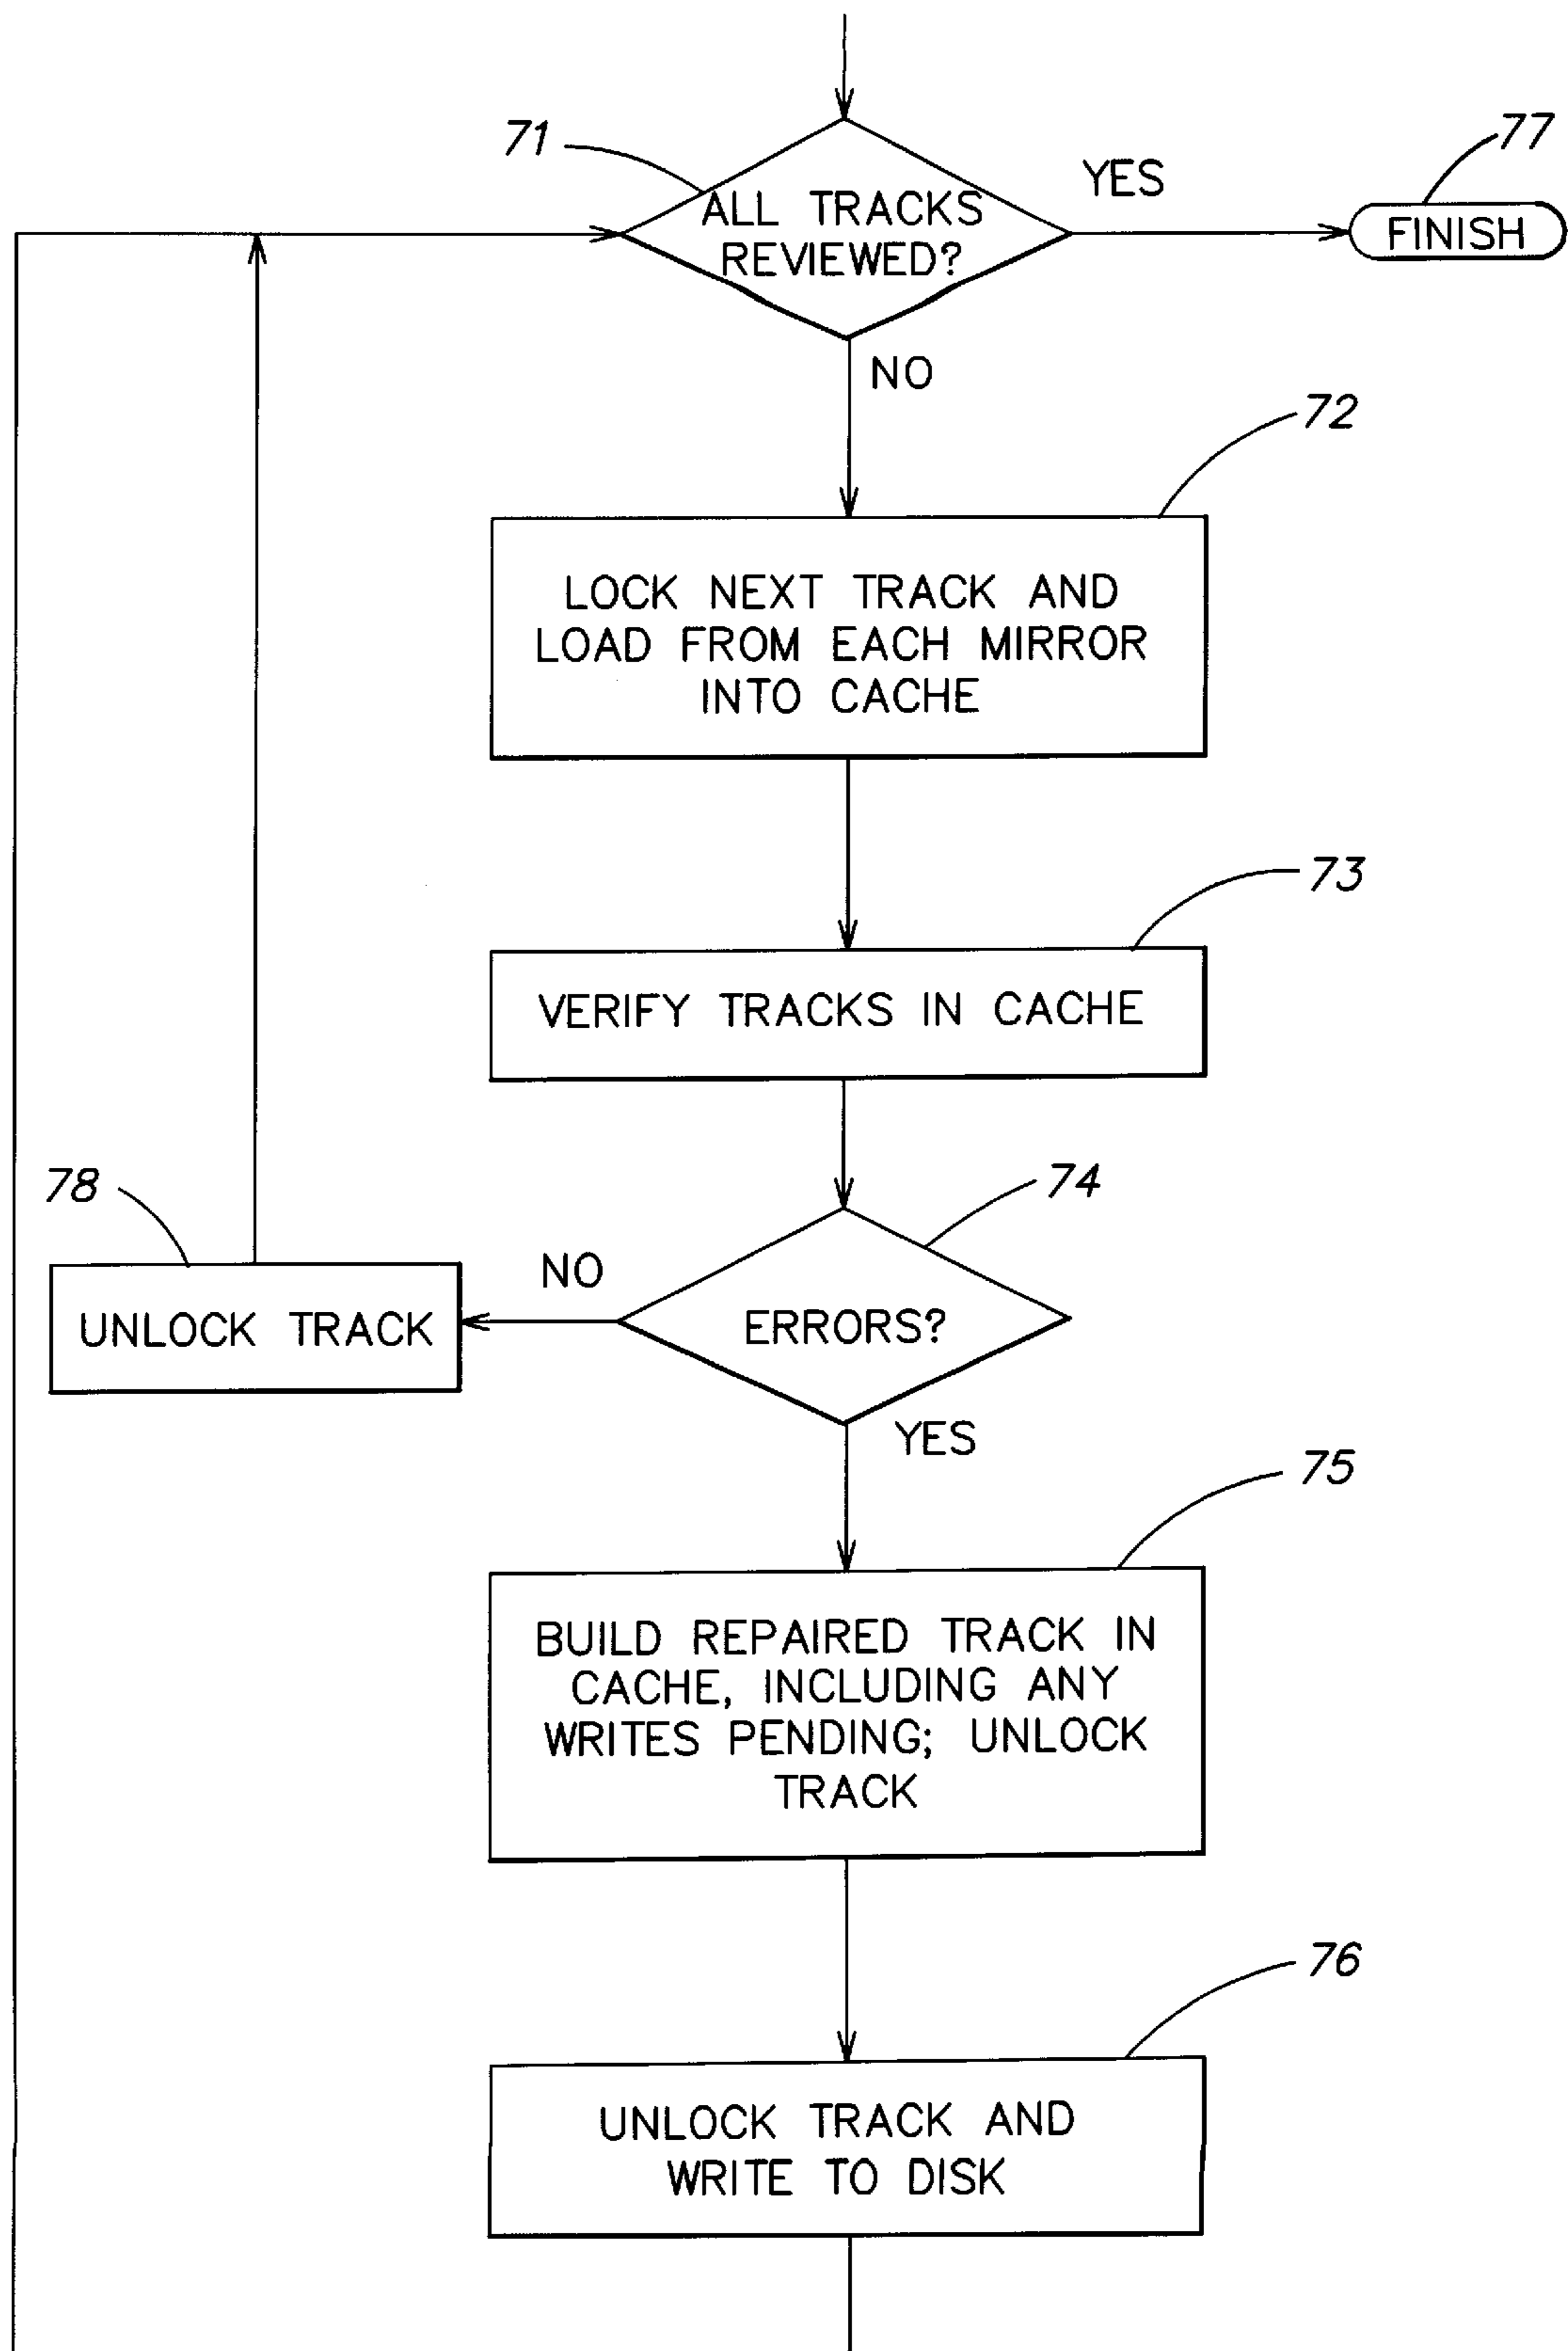 71
ALL TRACKS
REVIEWED?
YES
77
FINISH
NO
72
LOCK NEXT TRACK AND
LOAD FROM EACH MIRROR
INTO CACHE
73
VERIFY TRACKS IN CACHE
74
ERRORS?
NO
78
UNLOCK TRACK
YES
75
BUILD REPAIRED TRACK IN
CACHE, INCLUDING ANY
WRITES PENDING; UNLOCK
TRACK
76
UNLOCK TRACK AND
WRITE TO DISK